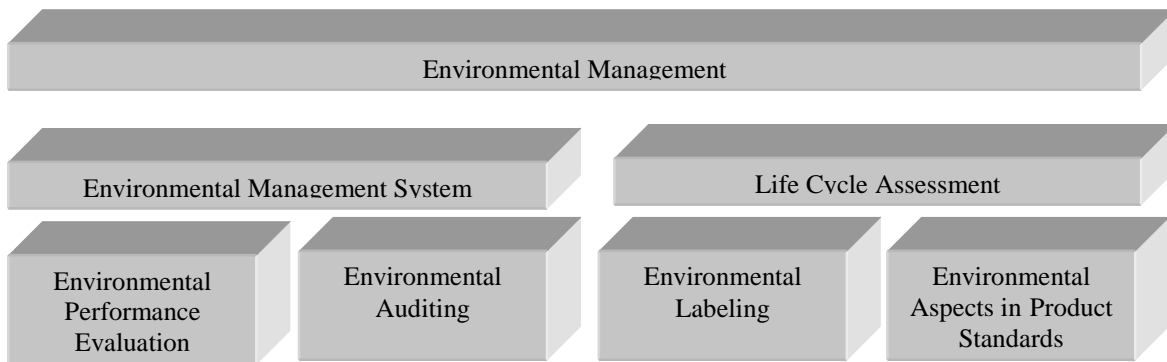 Environmental Management
Environmental Management System
Life Cycle Assessment
Environmental
Performance
Evaluation
Environmental
Auditing
Environmental
Labeling
Environmental
Aspects in Product
Standards